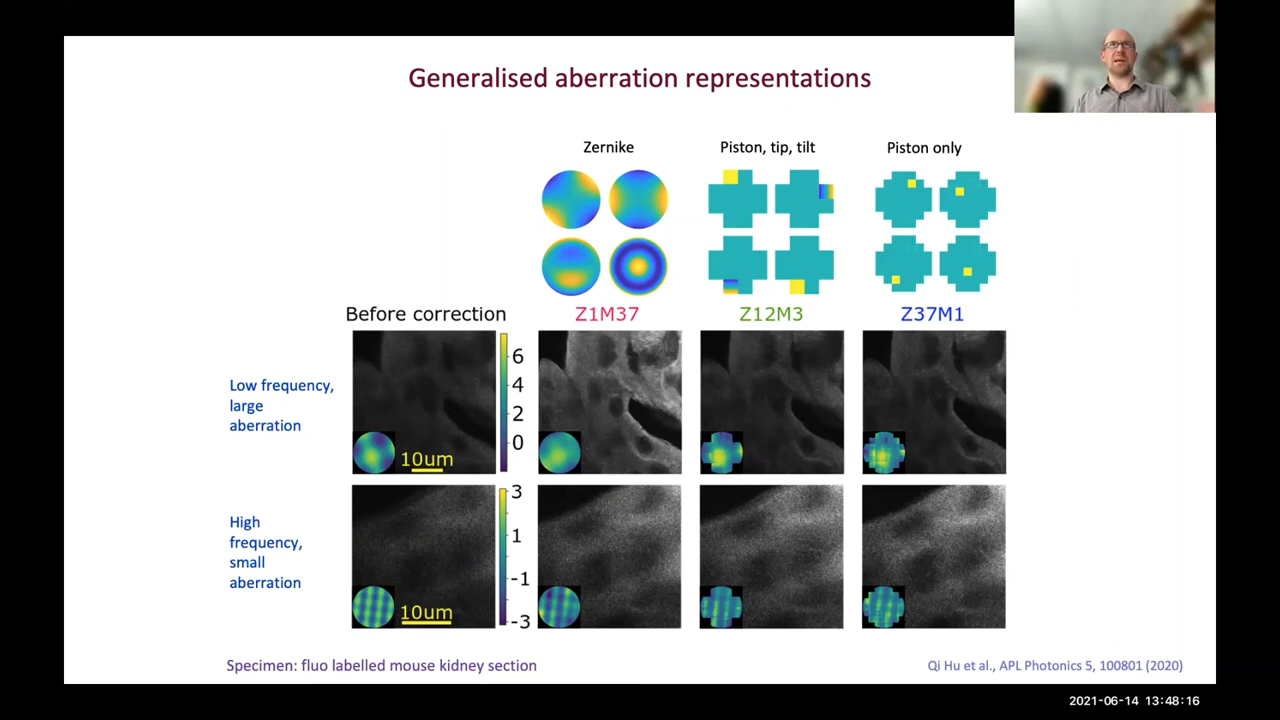 Generalised aberration representations
Zernike
Piston, tip, tilt
Piston only
Before correction
Z1M37
Z12M3
Z37M1
Low frequency,
large
aberration
6
4
2
0
10um
High
frequency,
small
aberration
3
1
-1
-3
10um
Specimen: fluo labelled mouse kidney section
Qi Hu et al., APL Photonics 5, 100801 (2020)
2021-06-14 13:48:16